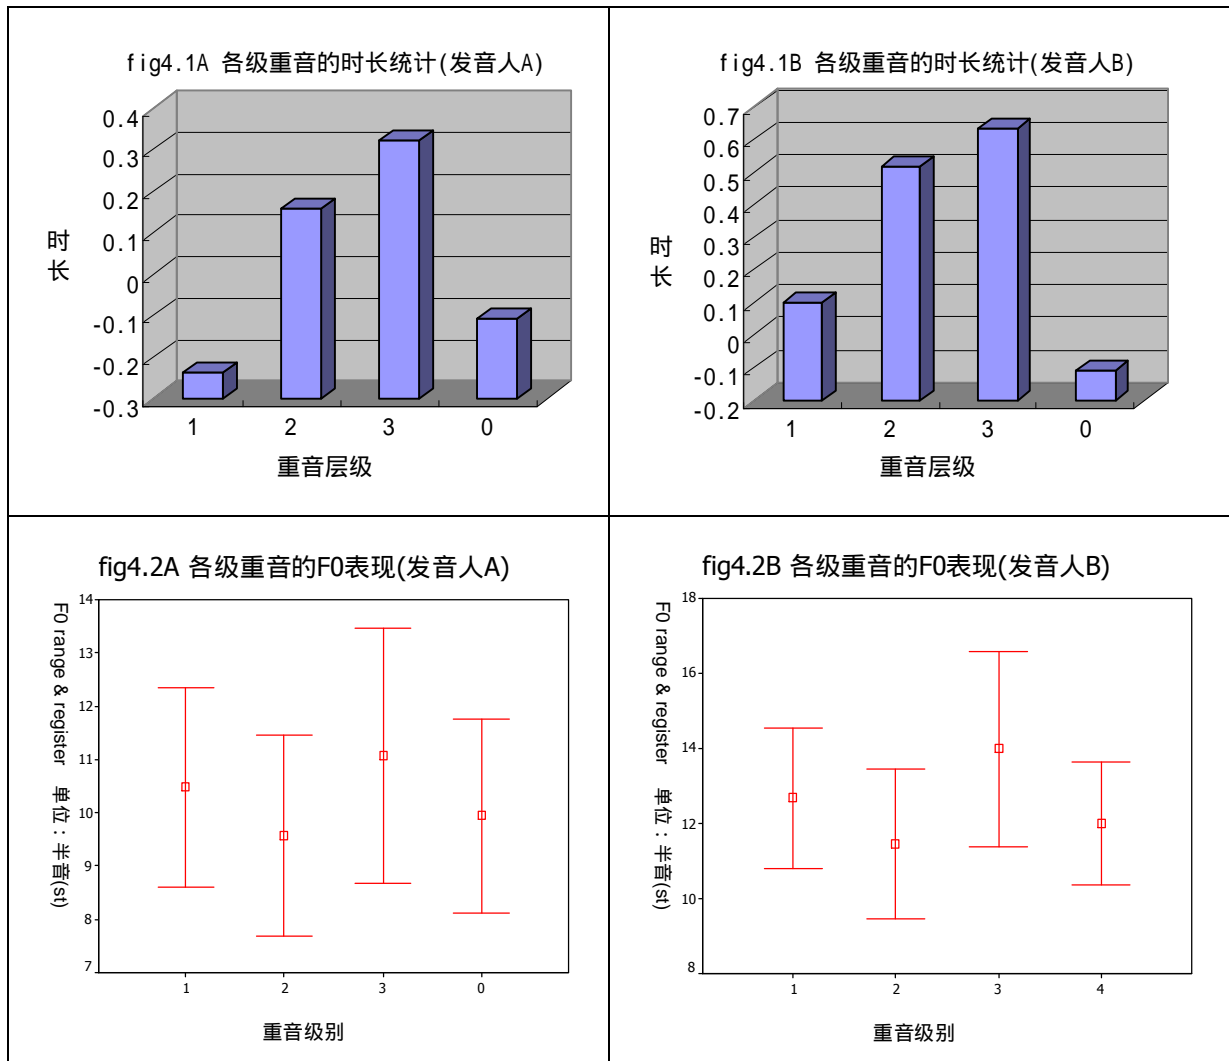 fig4.1A 各级重音的时长统计(发音人A)
0.4
0.3
0.2
0.1
0
-0.1
-0.2
-0.3
时长
1 2 3 0
重音层级
fig4.1B 各级重音的时长统计(发音人B)
0.7
0.6
0.5
0.4
0.3
0.2
0.1
0
-0.1
-0.2
时长
1 2 3 0
重音层级
fig4.2A 各级重音的F0表现(发音人A)
14
13
12
11
10
9
8
7
F0 range & register 单位：半音(st)
1 2 3 0
重音级别
fig4.2B 各级重音的F0表现(发音人B)
18
16
14
12
10
8
F0 range & register 单位：半音(st)
1 2 3 4
重音级别